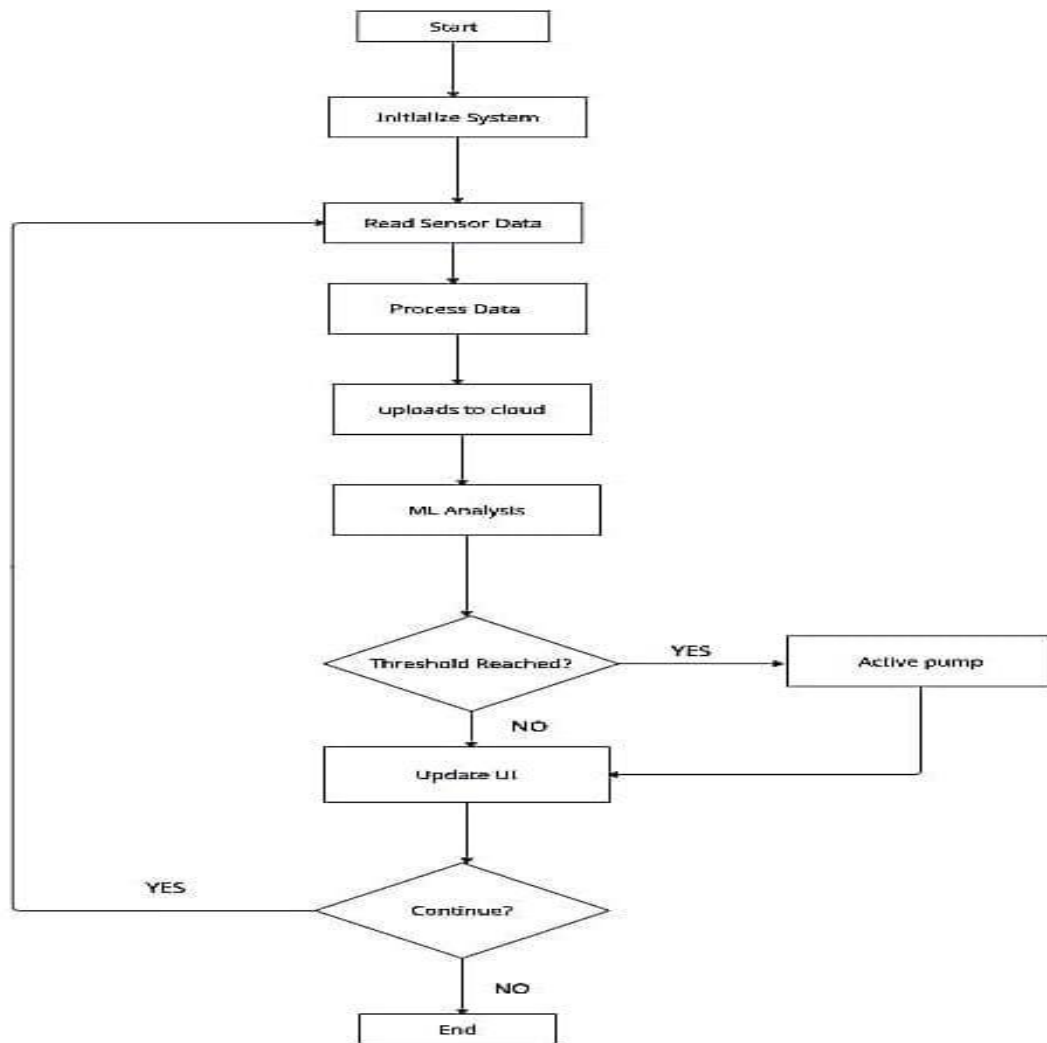 Start
Initialize System
Read Sensor Data
Process Data
uploads to cloud
ML Analysis
Threshold Reached?
YES
Active pump
NO
Update UI
YES
Continue?
NO
End